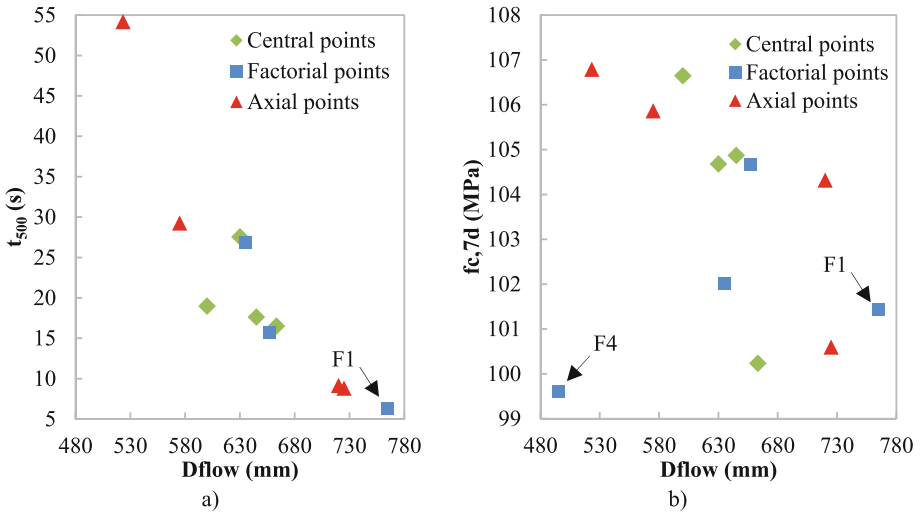 55
50
45
40
35
30
25
20
15
10
5
t500 (s)
Central points
Factorial points
Axial points
F1
480 530 580 630 680 730 780
Dflow (mm)
a)
108
107
106
105
104
103
102
101
100
99
fc,7d (MPa)
Central points
Factorial points
Axial points
F1
F4
480 530 580 630 680 730 780
Dflow (mm)
b)